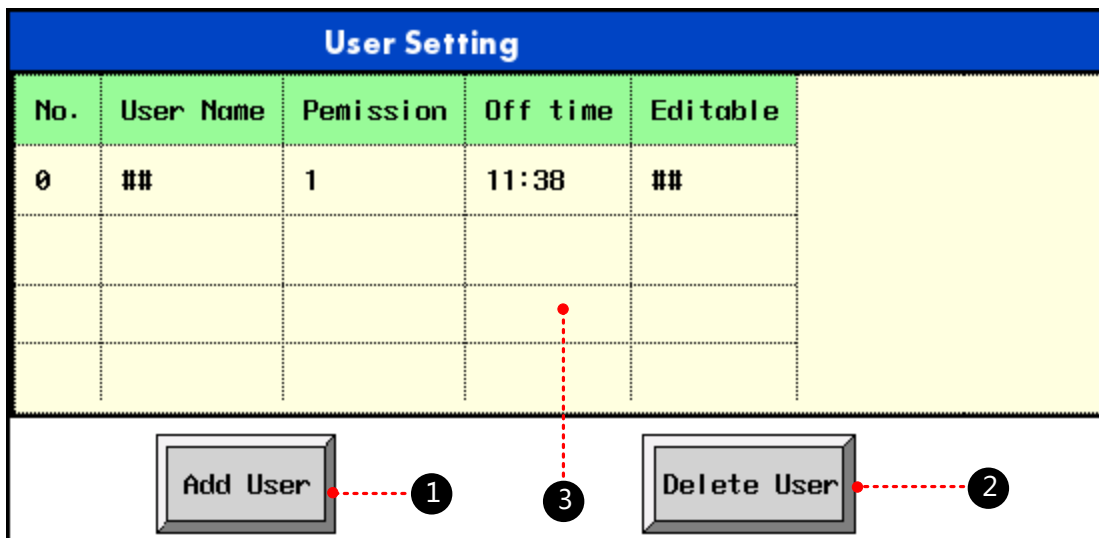 User Setting
No. User Name Pemission Off time Editable
0 ## 1 11:38 ##
Add User 1 3 Delete User 2